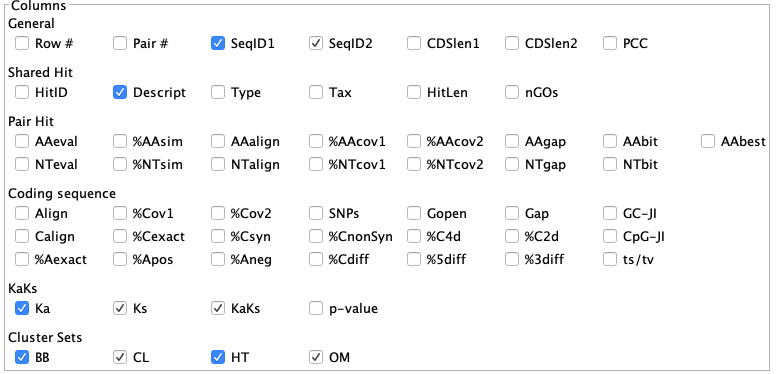 Columns
General
Row # Pair # SeqID1 SeqID2 CDSlen1 CDSlen2 PCC
Shared Hit
HitID Descript Type Tax HitLen nGOs
Pair Hit
AAeval %AAsim AAalign %AAcov1 %AAcov2 AAgap AAbit AAbest
NTeval %NTsim NTalign %NTcov1 %NTcov2 NTgap NTbit
Coding sequence
Align %Cov1 %Cov2 SNPs Gopen Gap GC-JI
Calign %Cexact %Csyn %CnonSyn %C4d %C2d CpG-JI
%Aexact %Apos %Aneg %Cdiff %5diff %3diff ts/tv
KaKs
Ka Ks KaKs p-value
Cluster Sets
BB CL HT OM